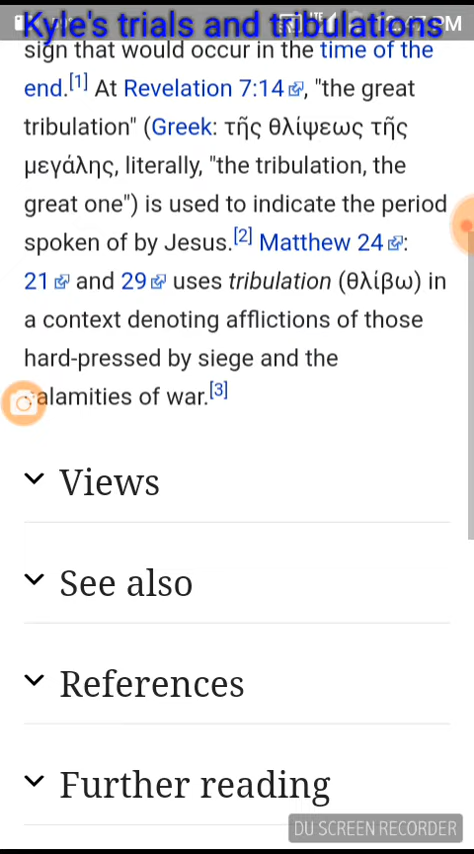 Kyle's trials and tribulations
PM
sign that would occur in the time of the
end.[1] At Revelation 7:14, "the great
tribulation" (Greek: τῆς θλίψεως τῆς
μεγάλης, literally, "the tribulation, the
great one") is used to indicate the period
spoken of by Jesus.[2] Matthew 24:
21 and 29 uses tribulation (θλίβω) in
a context denoting afflictions of those
hard-pressed by siege and the
calamities of war.[3]
Views
See also
References
Further reading
DU SCREEN RECORDER